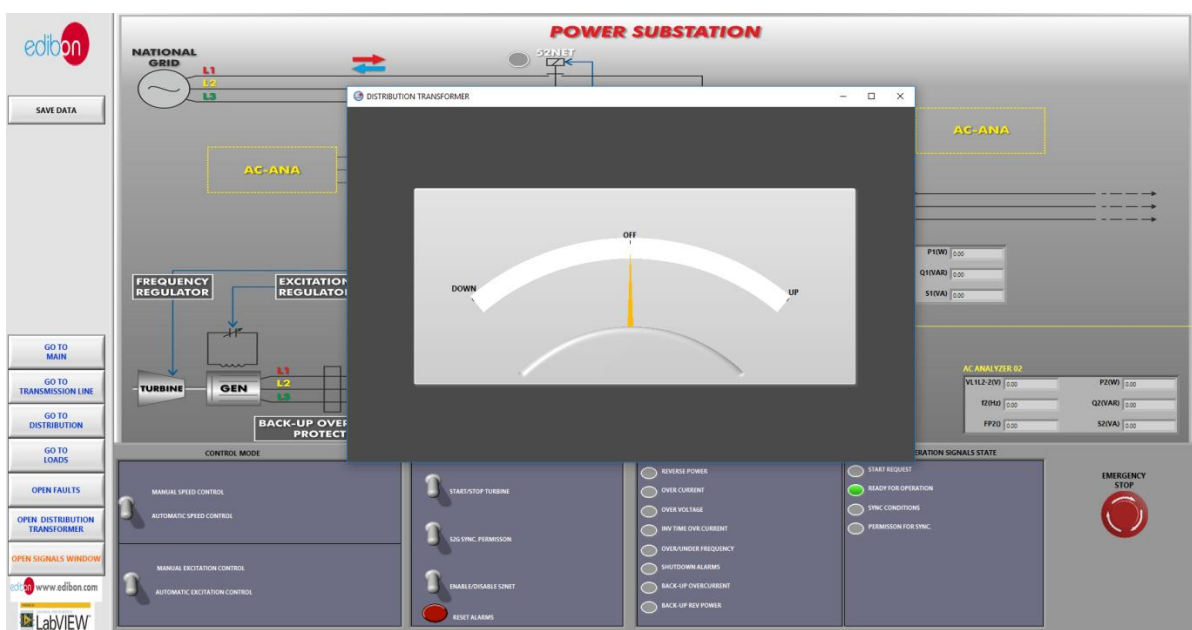 edibon
SAVE DATA
GO TO
MAIN
GO TO
TRANSMISSION LINE
GO TO
DISTRIBUTION
GO TO
LOADS
OPEN FAULTS
OPEN DISTRIBUTION
TRANSFORMER
OPEN SIGNALS WINDOW
edibon www.edibon.com
LabVIEW
POWER SUBSTATION
NATIONAL
GRID
L1
L2
L3
52NET
DISTRIBUTION TRANSFORMER
AC-ANA
AC-ANA
OFF
DOWN
UP
P1(W) 0.00
Q1(VAR) 0.00
S1(VA) 0.00
FREQUENCY
REGULATOR
EXCITATION
REGULATO
TURBINE
GEN
L1
L2
L3
BACK-UP OVE
PROTECT
AC ANALYZER 02
VL1L2-2(V) 0.00
P2(W) 0.00
f2(Hz) 0.00
Q2(VAR) 0.00
FP2() 0.00
S2(VA) 0.00
CONTROL MODE
MANUAL SPEED CONTROL
AUTOMATIC SPEED CONTROL
MANUAL EXCITATION CONTROL
AUTOMATIC EXCITATION CONTROL
START/STOP TURBINE
52G SYNC. PERMISSON
ENABLE/DISABLE 52NET
RESET ALARMS
REVERSE POWER
OVER CURRENT
OVER VOLTAGE
INV TIME OVR CURRENT
OVER/UNDER FREQUENCY
SHUTDOWN ALARMS
BACK-UP OVERCURRENT
BACK-UP REV POWER
ERATION SIGNALS STATE
START REQUEST
READY FOR OPERATION
SYNC CONDITIONS
PERMISSON FOR SYNC.
EMERGENCY
STOP